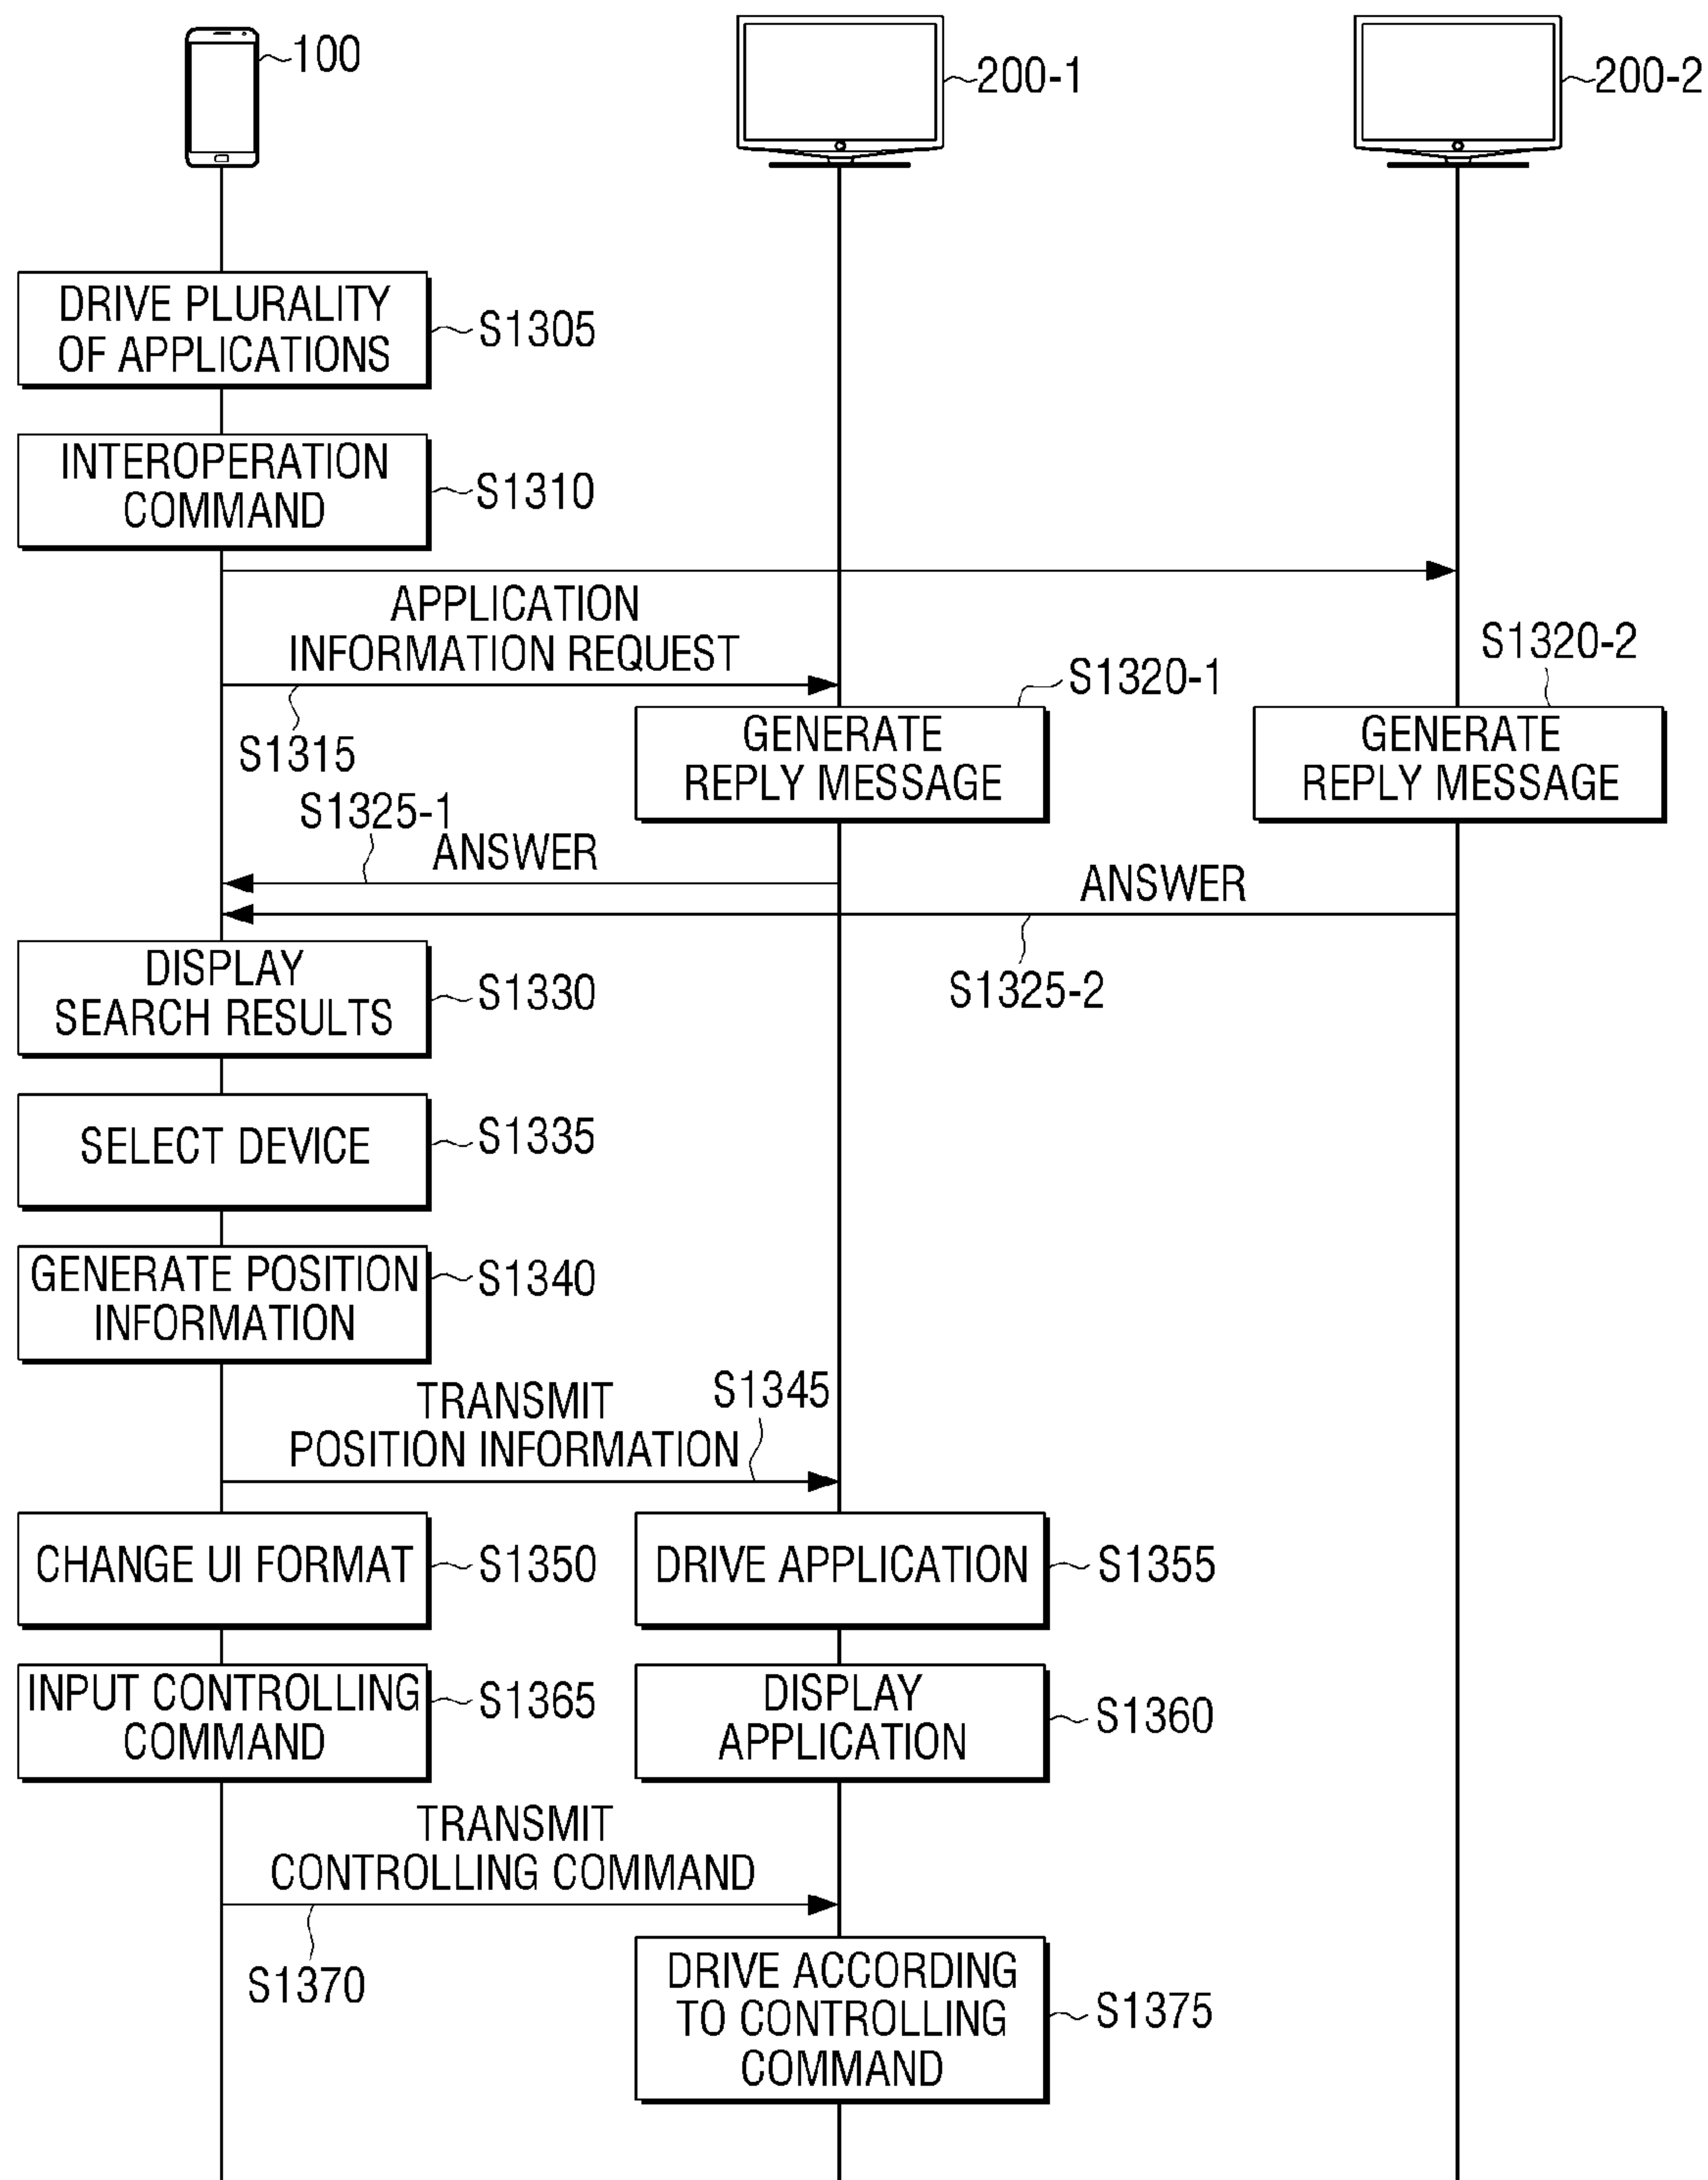 100
200-1
200-2
DRIVE PLURALITY
OF APPLICATIONS
S1305
INTEROPERATION
COMMAND
S1310
APPLICATION
INFORMATION REQUEST
S1315
S1320-1
S1320-2
GENERATE
REPLY MESSAGE
GENERATE
REPLY MESSAGE
S1325-1
ANSWER
ANSWER
S1325-2
DISPLAY
SEARCH RESULTS
S1330
SELECT DEVICE
S1335
GENERATE POSITION
INFORMATION
S1340
TRANSMIT
POSITION INFORMATION
S1345
CHANGE UI FORMAT
S1350
DRIVE APPLICATION
S1355
INPUT CONTROLLING
COMMAND
S1365
DISPLAY
APPLICATION
S1360
TRANSMIT
CONTROLLING COMMAND
S1370
DRIVE ACCORDING
TO CONTROLLING
COMMAND
S1375